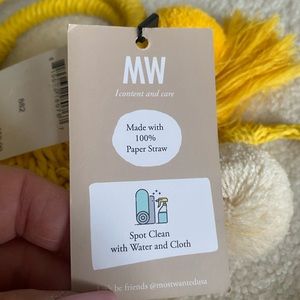 MW
content and care
Made with
100%
Paper Straw
Spot Clean
with Water and Cloth
be friends @mostwantedusa